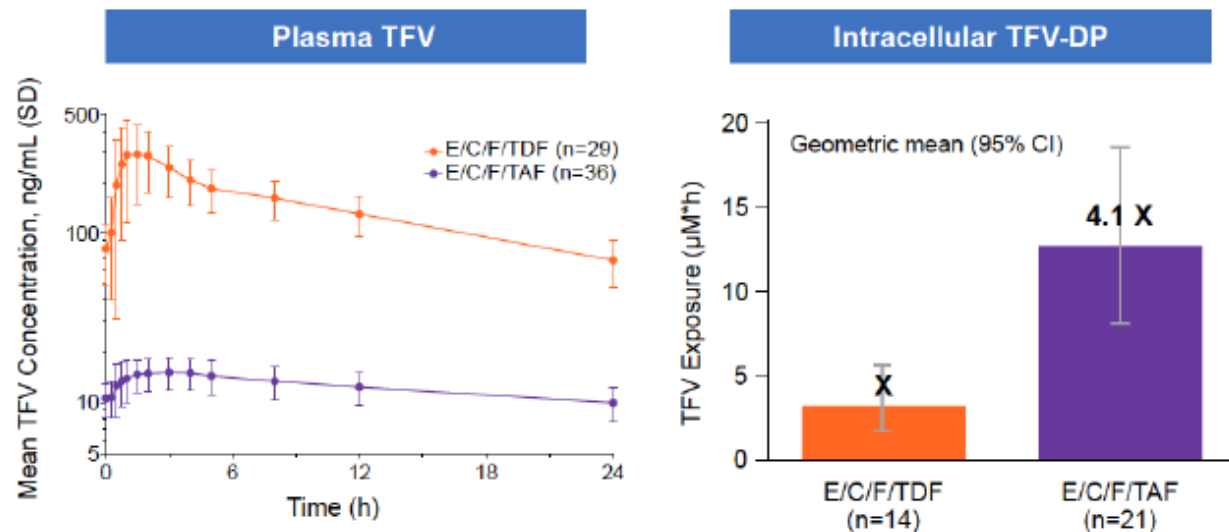 Plasma TFV
Mean TFV Concentration, ng/mL (SD)
500
100
10
5
E/C/F/TDF (n=29)
E/C/F/TAF (n=36)
0
6
12
18
24
Time (h)
Intracellular TFV-DP
TFV Exposure (µM*h)
20
15
10
5
0
Geometric mean (95% CI)
4.1 X
X
E/C/F/TDF
(n=14)
E/C/F/TAF
(n=21)